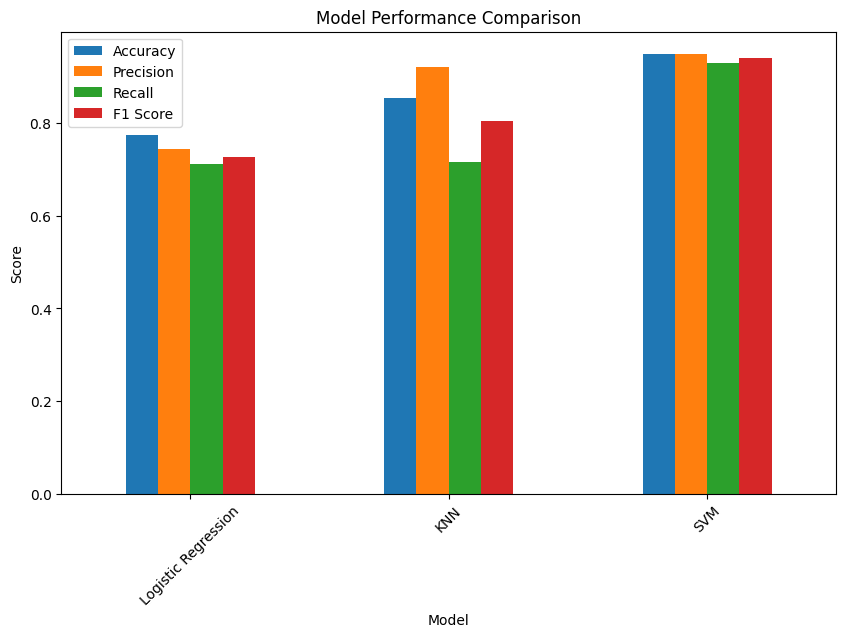 Model Performance Comparison
Accuracy
Precision
Recall
F1 Score
Score
0.8
0.6
0.4
0.2
0.0
Logistic Regression
KNN
SVM
Model